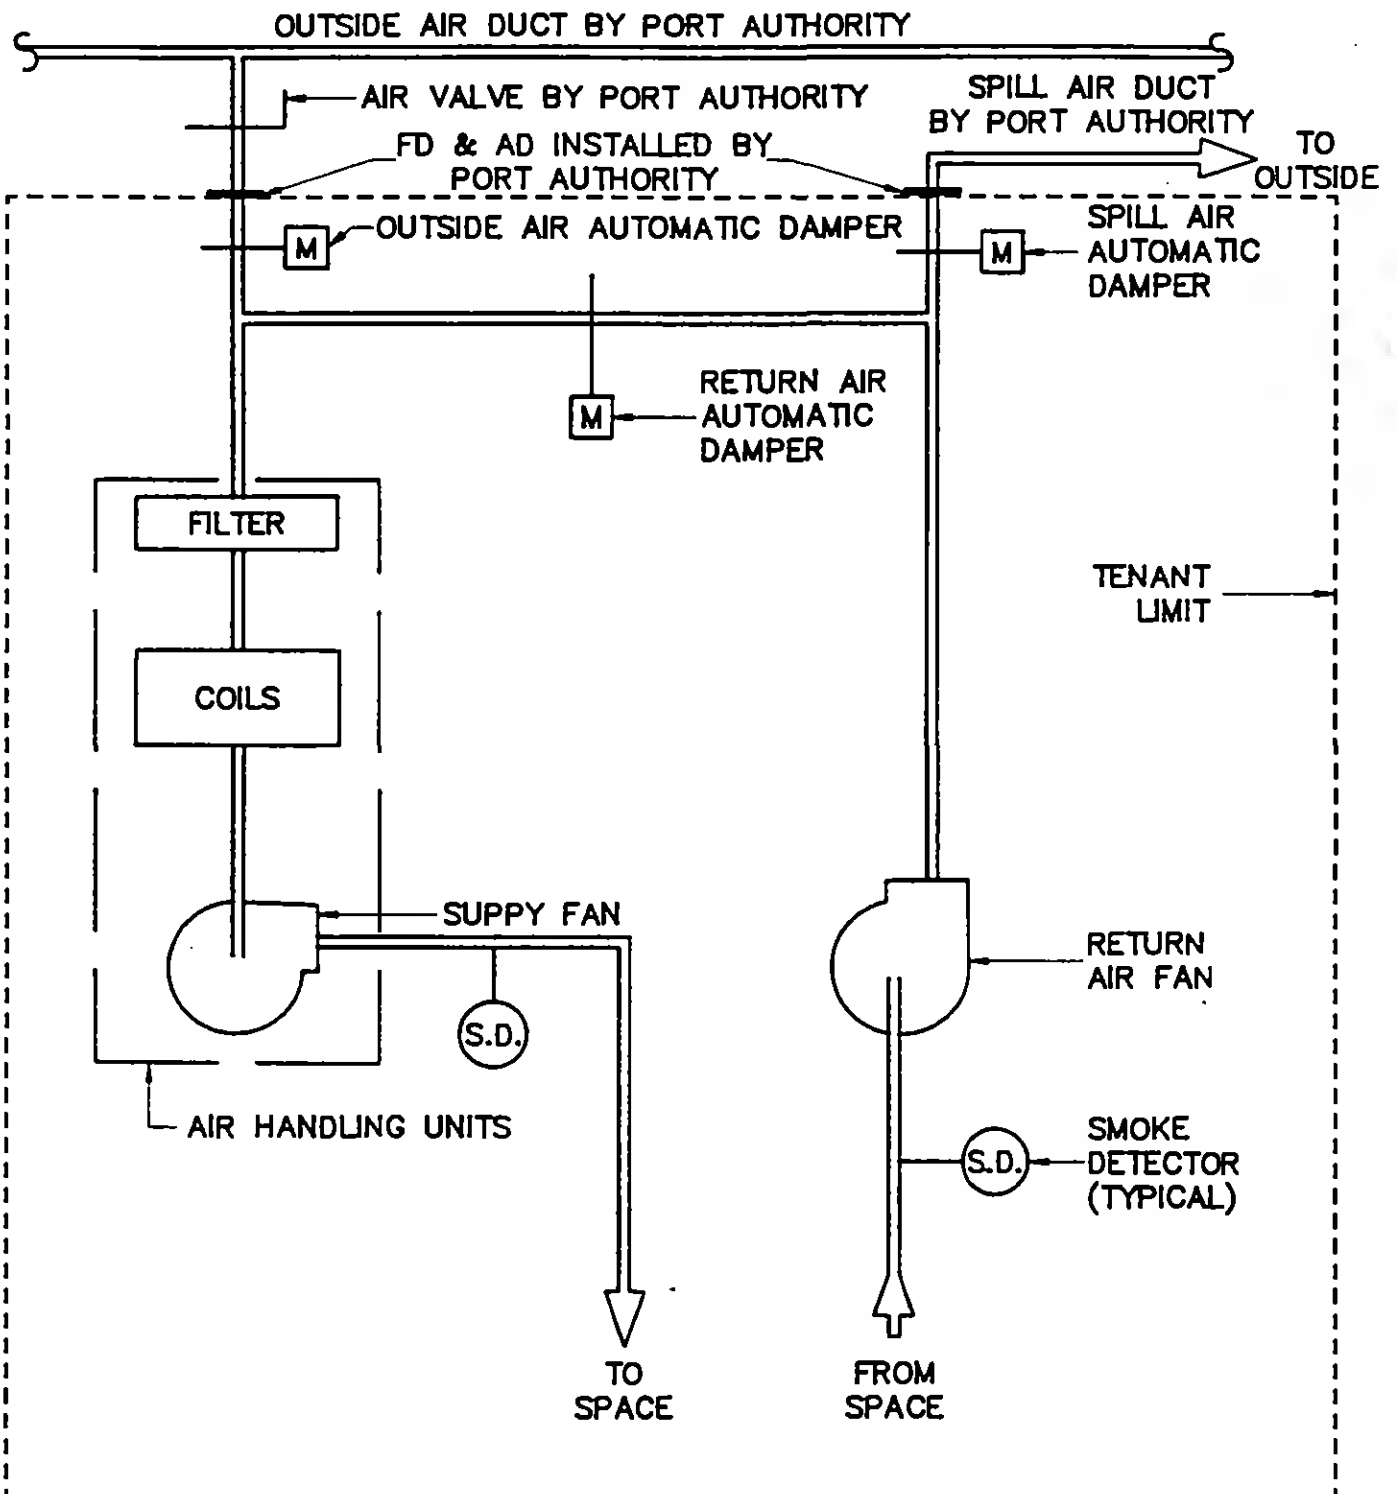 OUTSIDE AIR DUCT BY PORT AUTHORITY
AIR VALVE BY PORT AUTHORITY
SPILL AIR DUCT
BY PORT AUTHORITY
TO
OUTSIDE
FD & AD INSTALLED BY
PORT AUTHORITY
M
OUTSIDE AIR AUTOMATIC DAMPER
M
SPILL AIR
AUTOMATIC
DAMPER
M
RETURN AIR
AUTOMATIC
DAMPER
FILTER
TENANT
LIMIT
COILS
SUPPY FAN
RETURN
AIR FAN
S.D.
AIR HANDLING UNITS
S.D.
SMOKE
DETECTOR
(TYPICAL)
TO
SPACE
FROM
SPACE